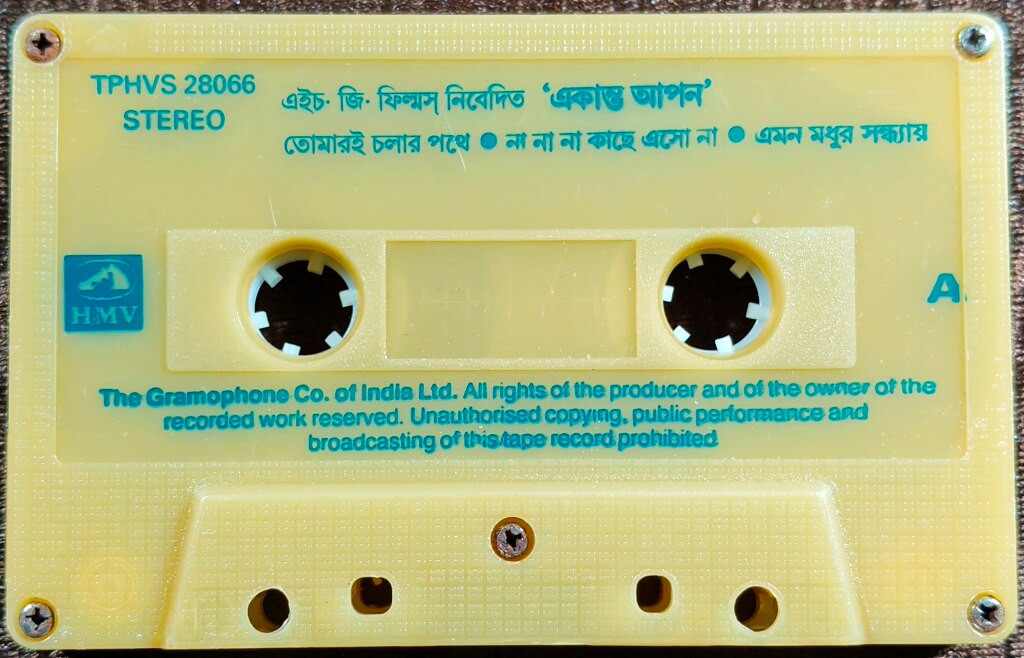 TPHVS 28066
STEREO
এইচ· জি· ফিল্মস্ নিবেদিত ‘একান্ত আপন’
তোমারই চলার পথে ● না না না কাছে এসো না ● এমন মধুর সন্ধ্যায়
HMV
A.
The Gramophone Co. of India Ltd. All rights of the producer and of the owner of the
recorded work reserved. Unauthorised copying, public performance and
broadcasting of this tape record prohibited